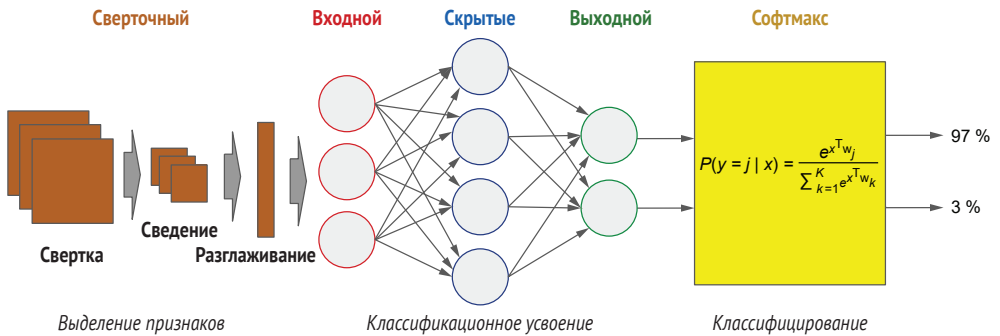 Сверточный
Входной
Скрытые
Выходной
Софтмакс
Свертка
Сведение
Разглаживание
P(y = j | x) = e^{x^T w_j} / ∑_{k=1}^{K} e^{x^T w_k}
97 %
3 %
Выделение признаков
Классификационное усвоение
Классифицирование